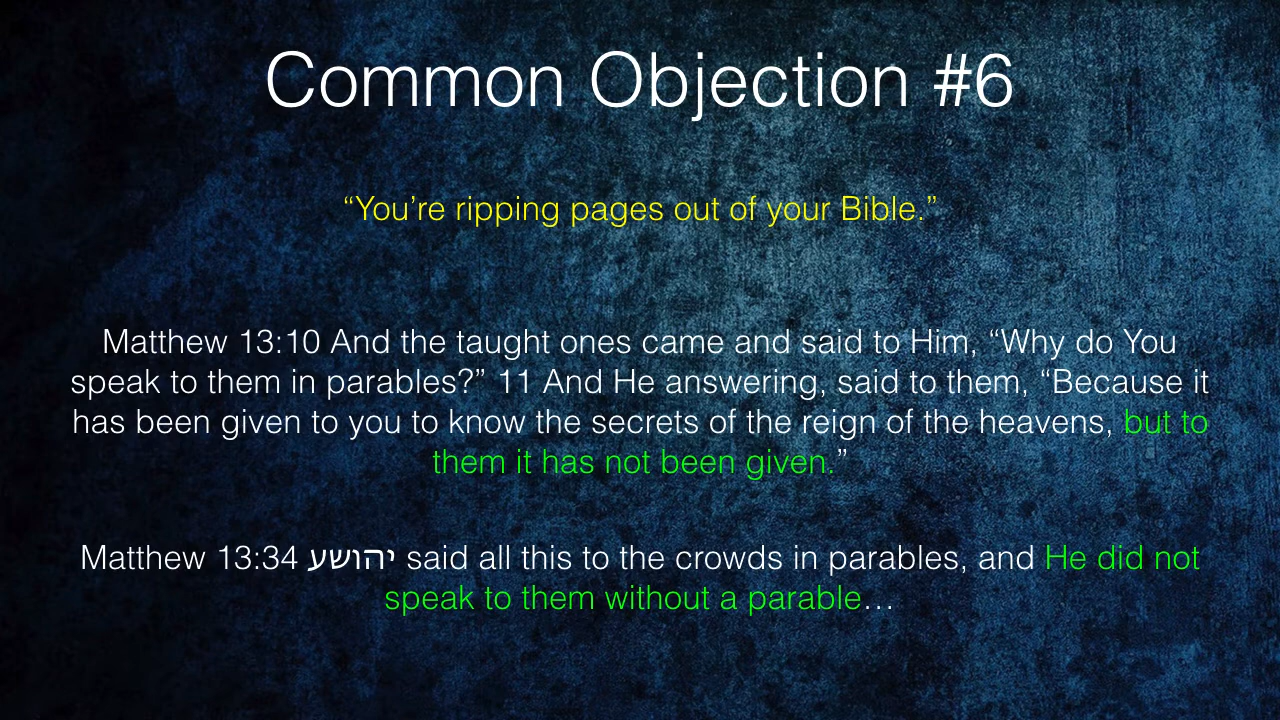 Common Objection #6
“You’re ripping pages out of your Bible.”
Matthew 13:10 And the taught ones came and said to Him, “Why do You
speak to them in parables?” 11 And He answering, said to them, “Because it
has been given to you to know the secrets of the reign of the heavens, but to
them it has not been given.”
Matthew 13:34 יהושע said all this to the crowds in parables, and He did not
speak to them without a parable…